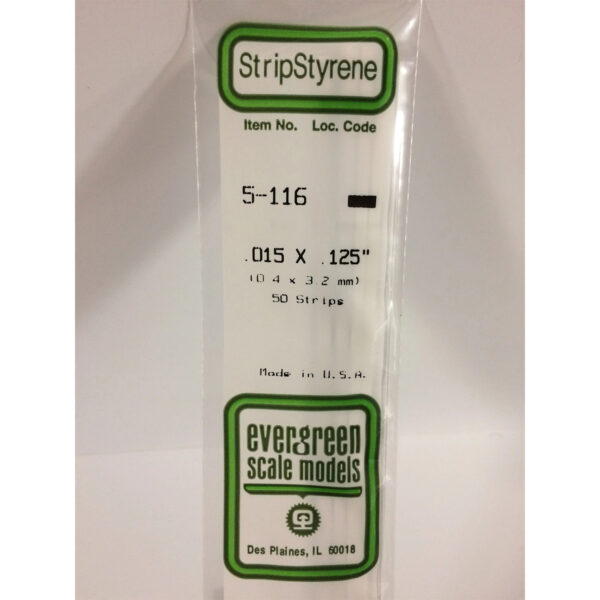 StripStyrene
Item No. Loc. Code
5-116
.015 X .125"
(0.4 x 3.2 mm)
50 Strips
Made in U.S.A.
evergreen
scale models
Des Plaines, IL 60018